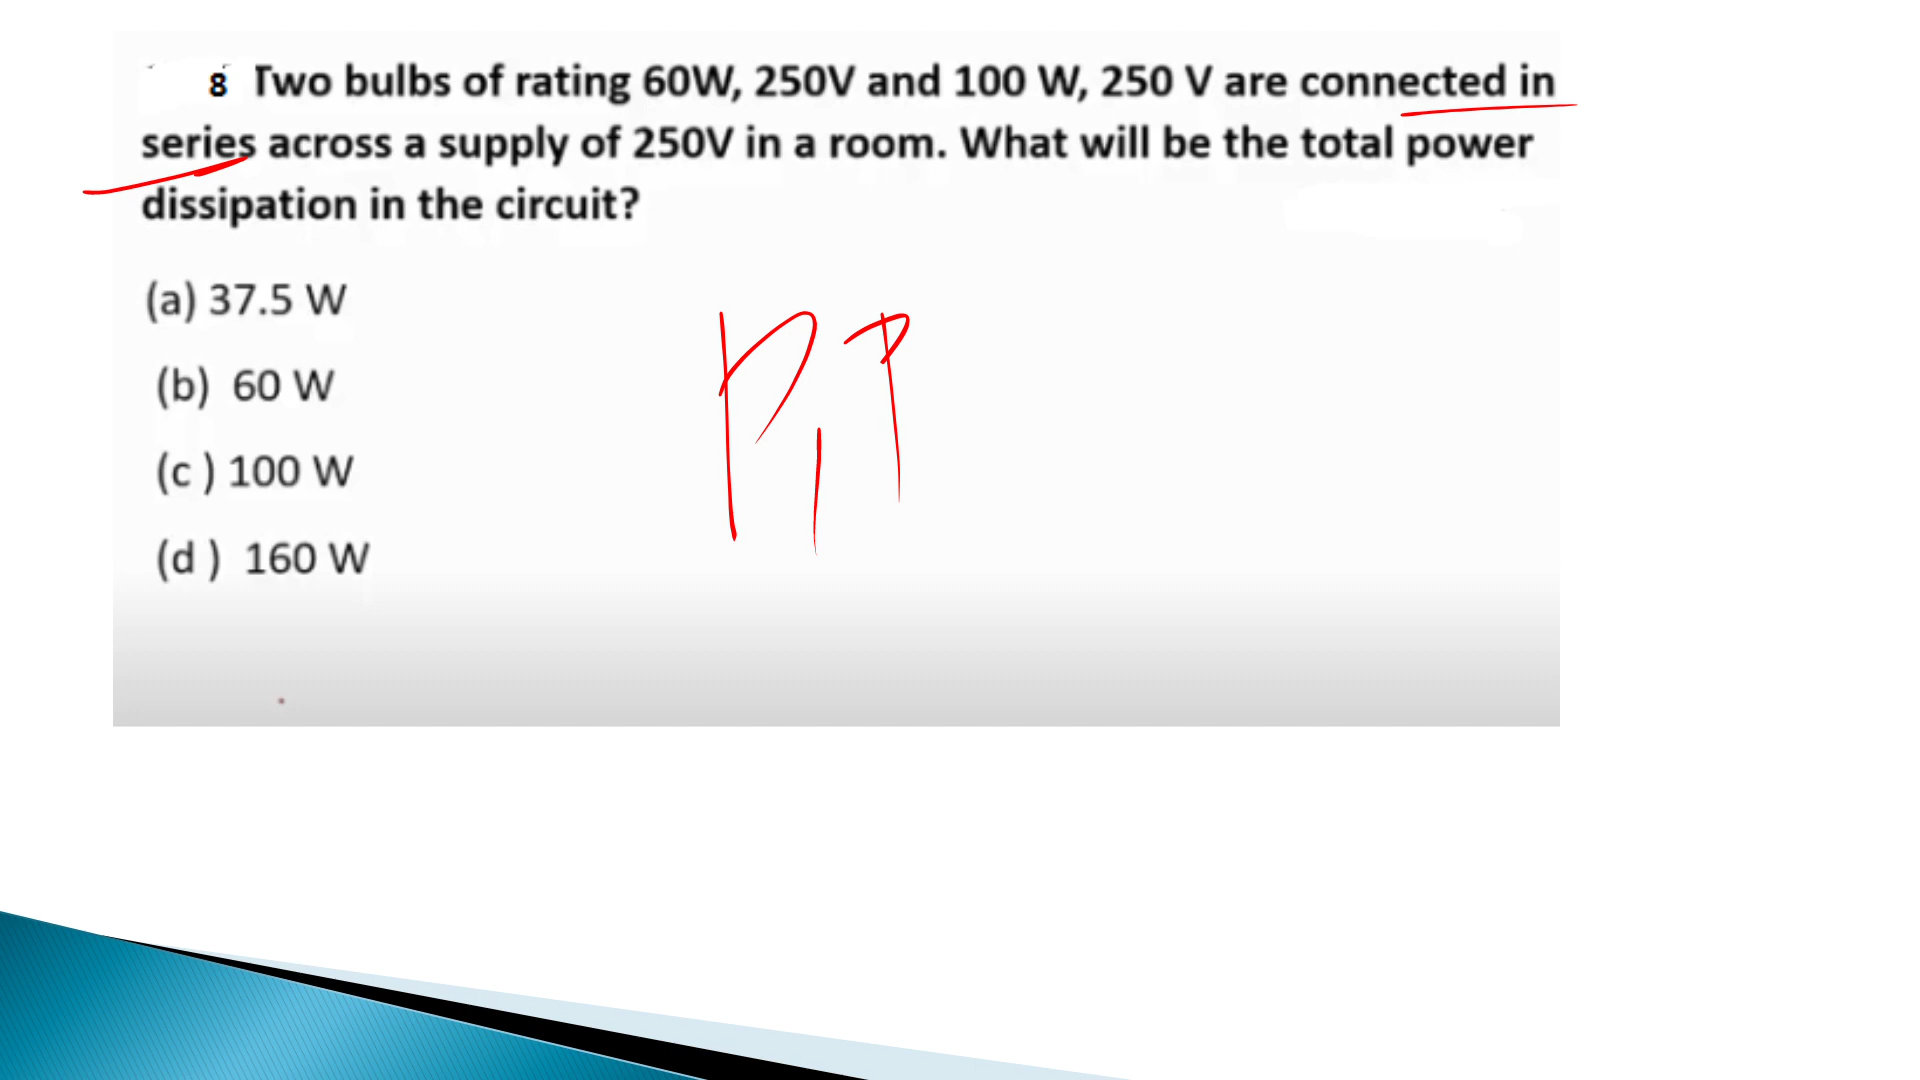 8 Two bulbs of rating 60W, 250V and 100 W, 250 V are connected in
series across a supply of 250V in a room. What will be the total power
dissipation in the circuit?
(a) 37.5 W
(b) 60 W
(c ) 100 W
(d ) 160 W
P₁P